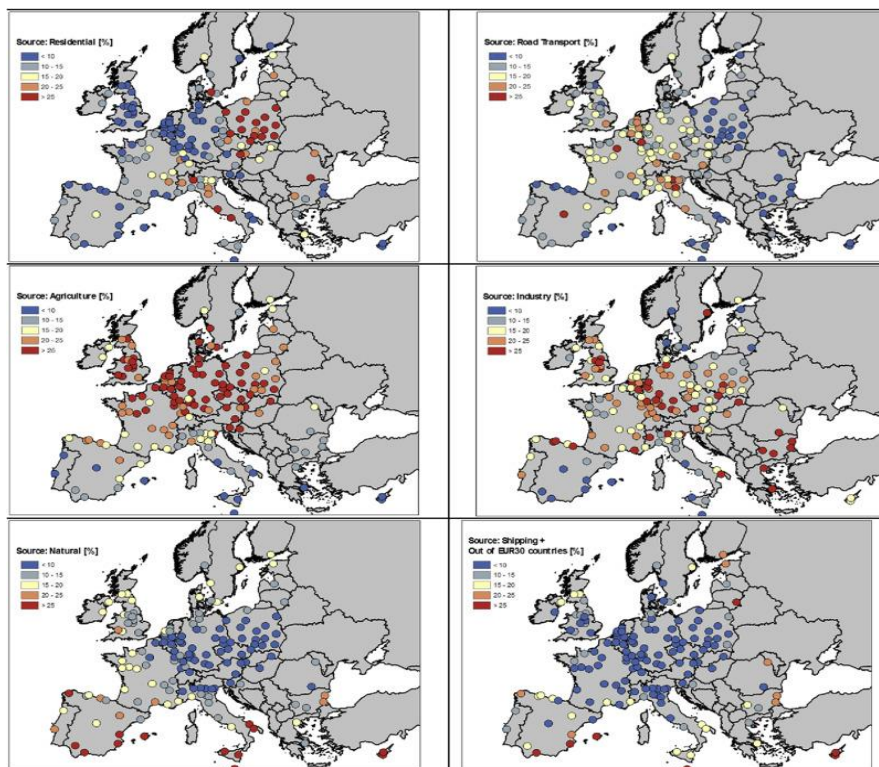 Source: Residential [%]
< 10
10 - 15
15 - 20
20 - 25
> 25
Source: Road Transport [%]
< 10
10 - 15
15 - 20
20 - 25
> 25
Source: Agriculture [%]
< 10
10 - 15
15 - 20
20 - 25
> 25
Source: Industry [%]
< 10
10 - 15
15 - 20
20 - 25
> 25
Source: Natural [%]
< 10
10 - 15
15 - 20
20 - 25
> 25
Source: Shipping +
Out of EUR30 countries [%]
< 10
10 - 15
15 - 20
20 - 25
> 25